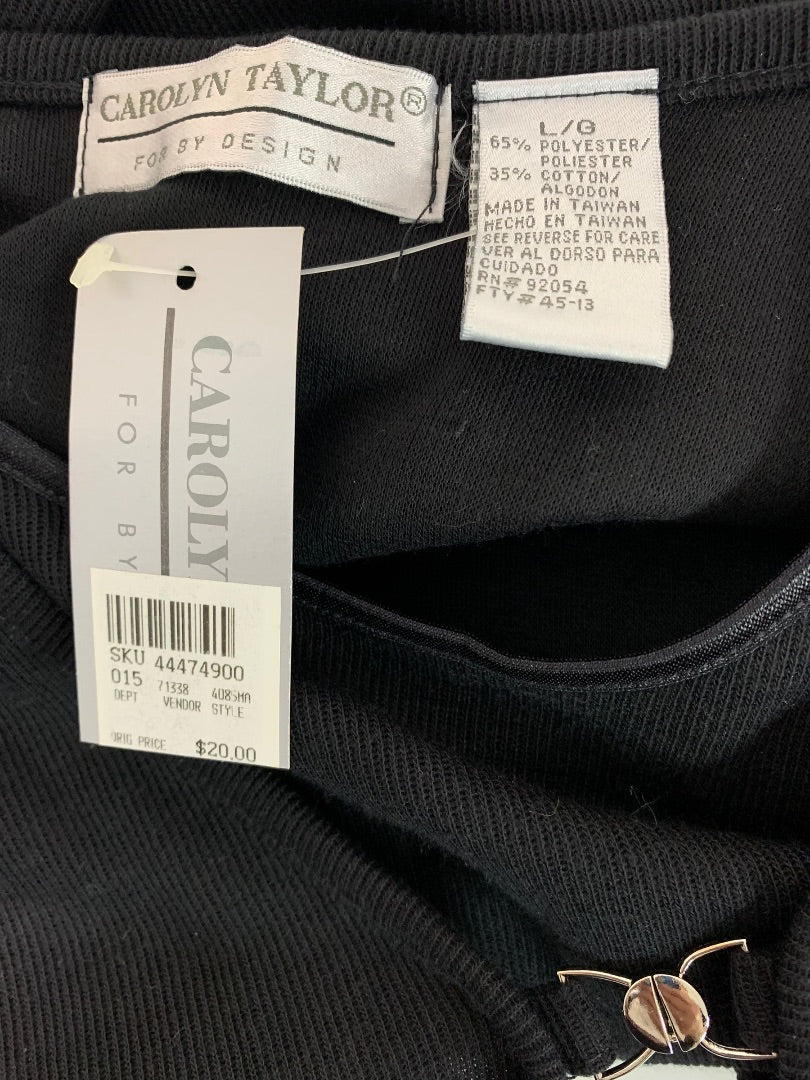 CAROLYN TAYLOR®
FOR BY DESIGN
L/G
65% POLYESTER/
POLIESTER
35% COTTON/
ALGODON
MADE IN TAIWAN
HECHO EN TAIWAN
SEE REVERSE FOR CARE
VER AL DORSO PARA
CUIDADO
RN# 92054
FTY# 45-13
CAROLY
FOR BY
SKU 44474900
015 71338 408SMA
DEPT VENDOR STYLE
ORIG PRICE $20.00